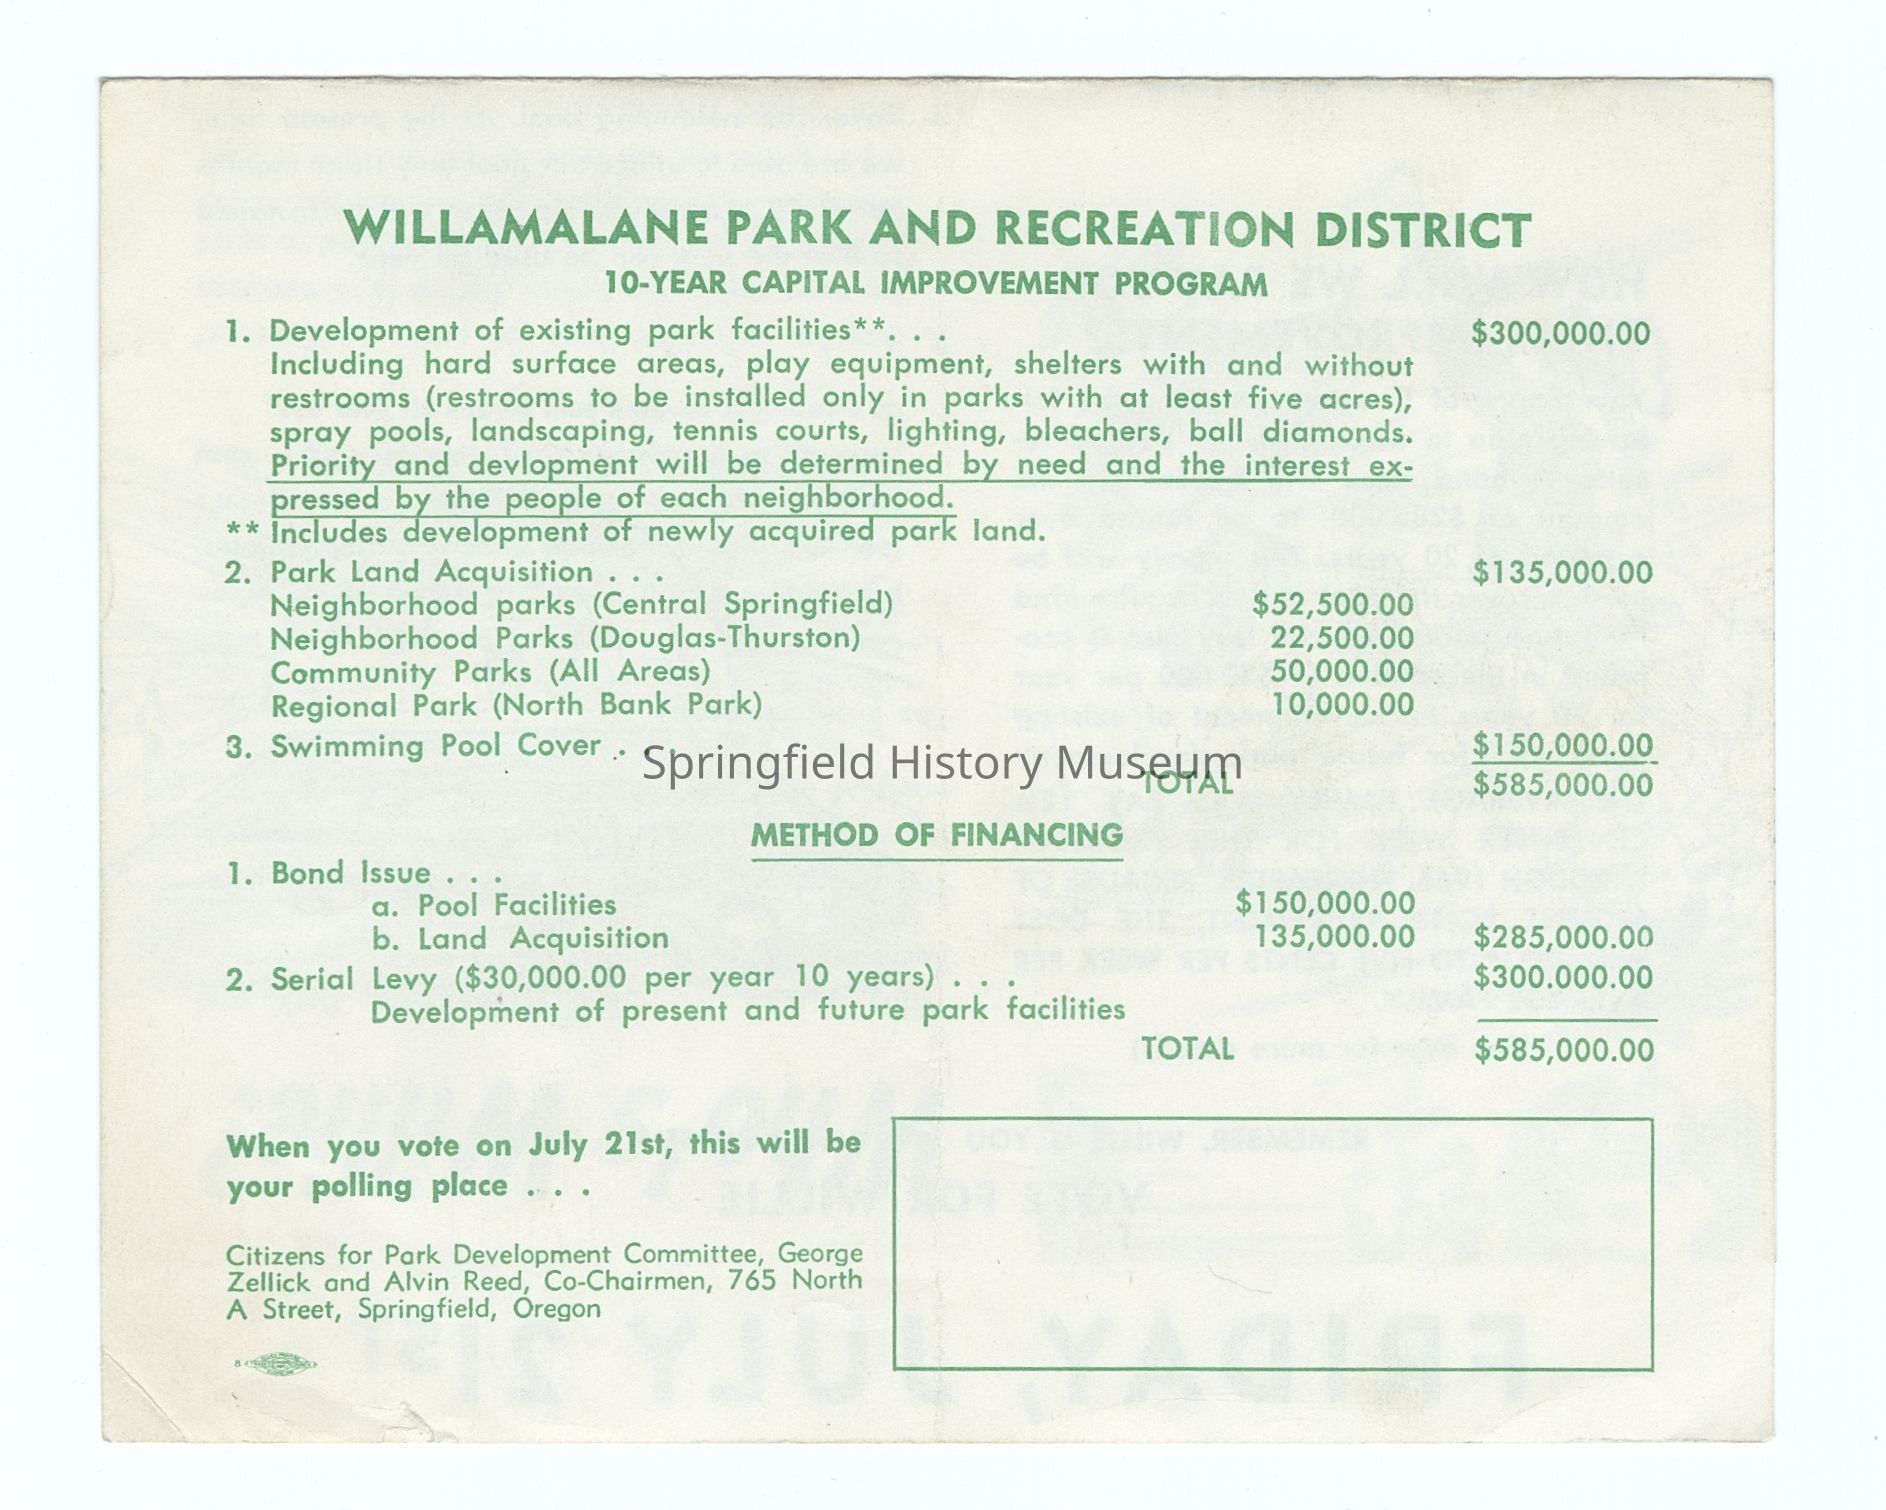 WILLAMALANE PARK AND RECREATION DISTRICT
10-YEAR CAPITAL IMPROVEMENT PROGRAM
1. Development of existing park facilities**. . . $300,000.00
Including hard surface areas, play equipment, shelters with and without
restrooms (restrooms to be installed only in parks with at least five acres),
spray pools, landscaping, tennis courts, lighting, bleachers, ball diamonds.
Priority and devlopment will be determined by need and the interest ex-
pressed by the people of each neighborhood.
** Includes development of newly acquired park land.
2. Park Land Acquisition . . . $135,000.00
Neighborhood parks (Central Springfield) $52,500.00
Neighborhood Parks (Douglas-Thurston) 22,500.00
Community Parks (All Areas) 50,000.00
Regional Park (North Bank Park) 10,000.00
3. Swimming Pool Cover . . . $150,000.00
Springfield History Museum
TOTAL $585,000.00
METHOD OF FINANCING
1. Bond Issue . . .
a. Pool Facilities $150,000.00
b. Land Acquisition 135,000.00 $285,000.00
2. Serial Levy ($30,000.00 per year 10 years) . . . $300.000.00
Development of present and future park facilities
TOTAL $585,000.00
When you vote on July 21st, this will be
your polling place . . .
Citizens for Park Development Committee, George
Zellick and Alvin Reed, Co-Chairmen, 765 North
A Street, Springfield, Oregon
8